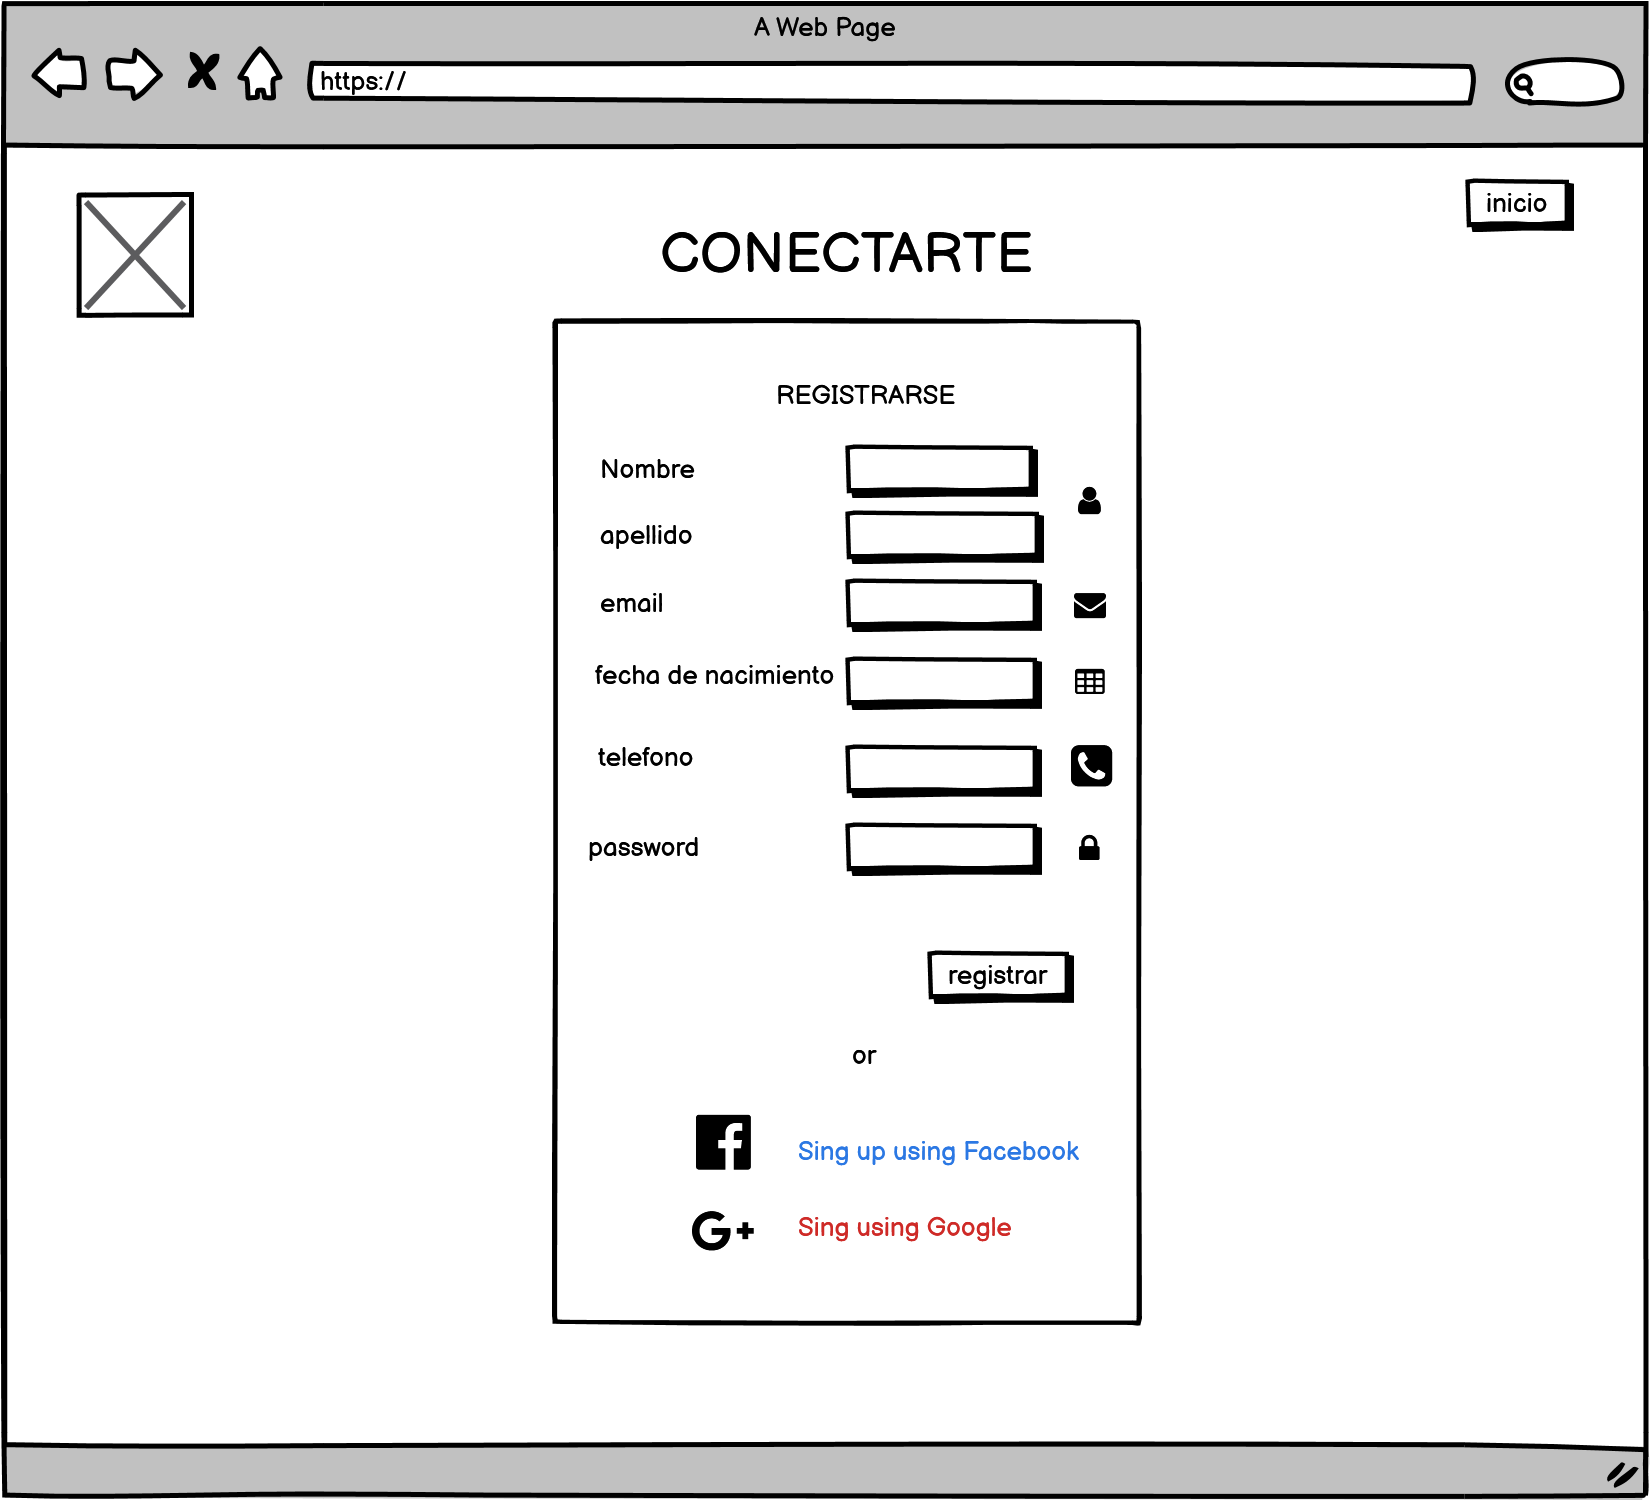 A Web Page
https://
inicio
CONECTARTE
REGISTRARSE
Nombre
apellido
email
fecha de nacimiento
telefono
password
registrar
or
Sing up using Facebook
G+ Sing using Google